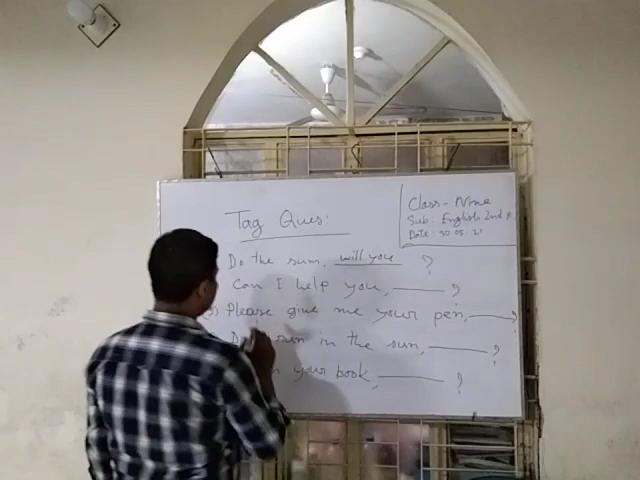 Class - Nine
Sub: English 2nd P.
Date: 30.05.21
Tag Ques:
Do the sum, will you ?
Can I help you, ——— ?
Please give me your pen, ——— ?
run in the sun, ——— ?
your book, ——— ?